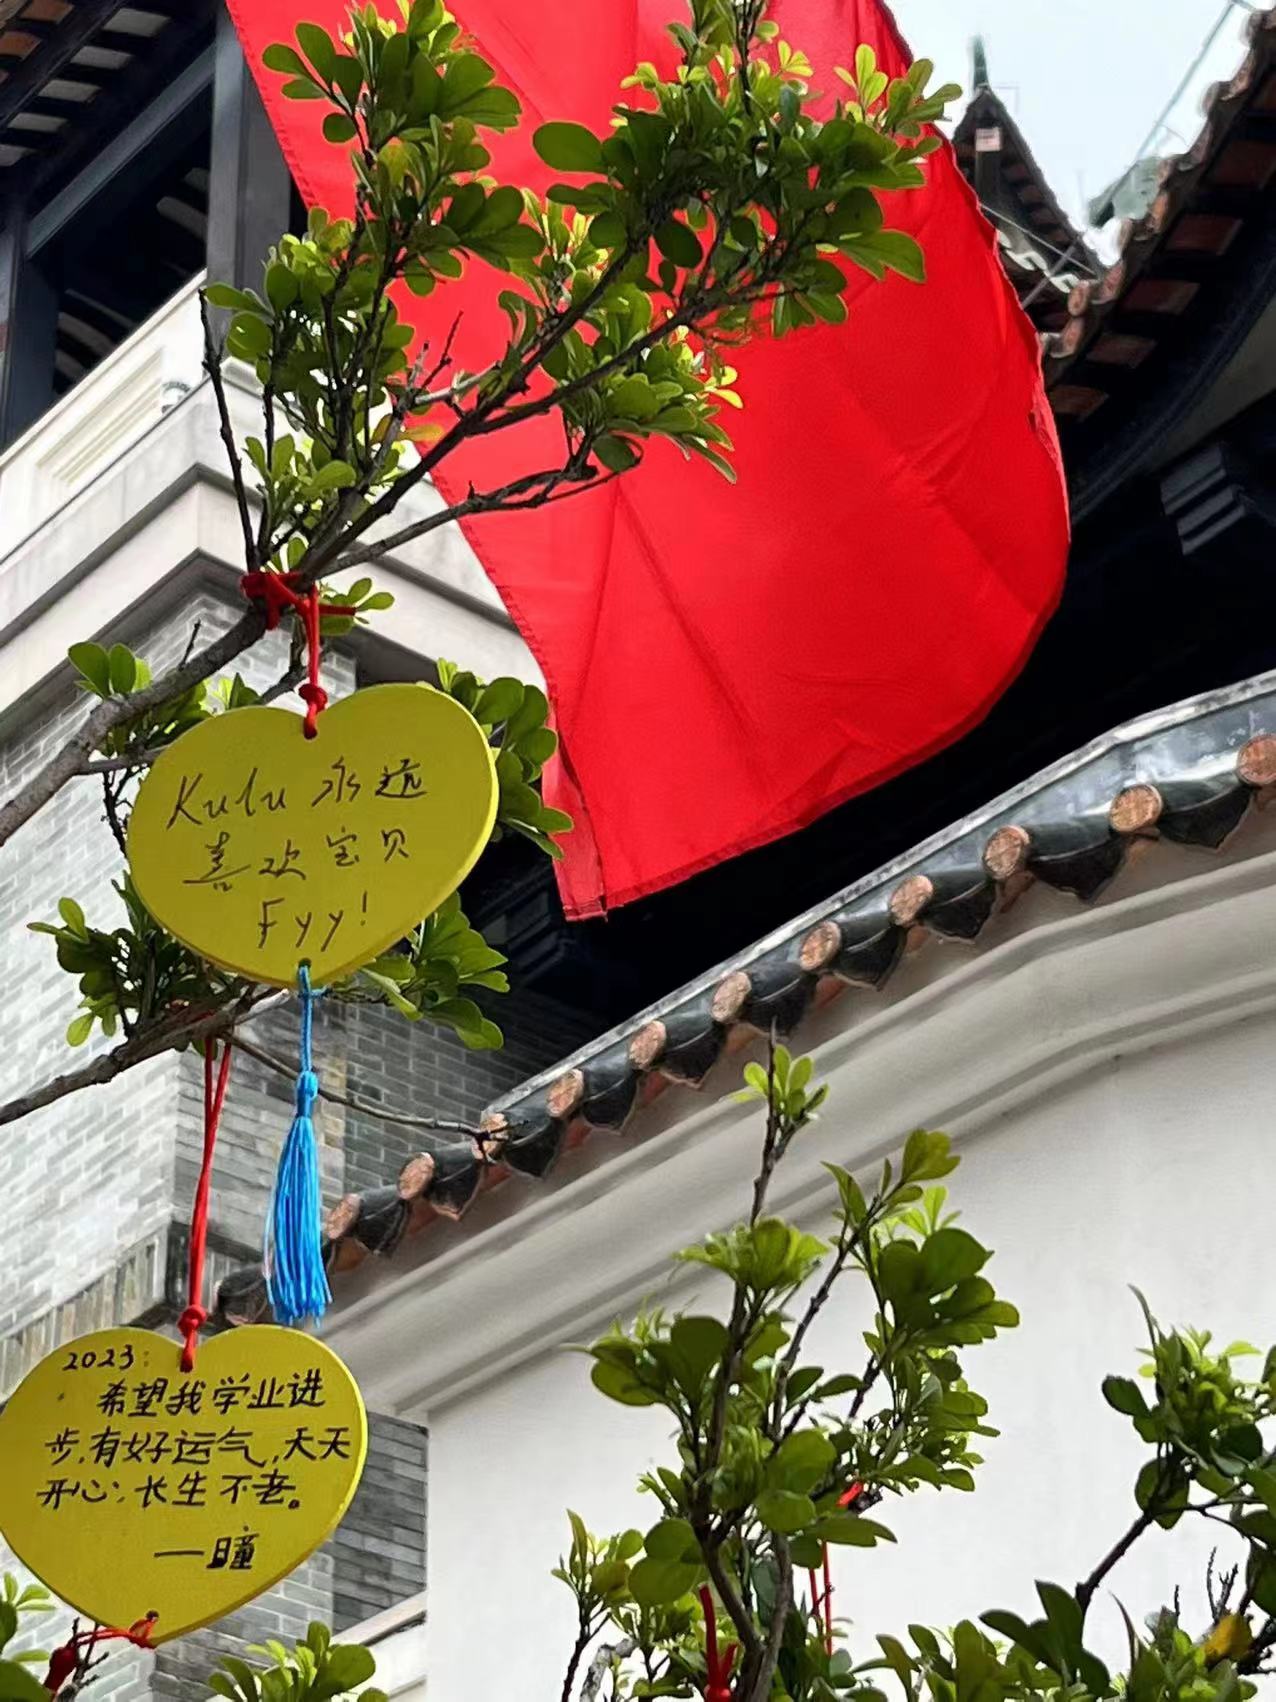 Kulu 永远
喜欢宝贝
Fyy!
2023:
希望我学业进
步,有好运气,天天
开心,长生不老。
—瞳